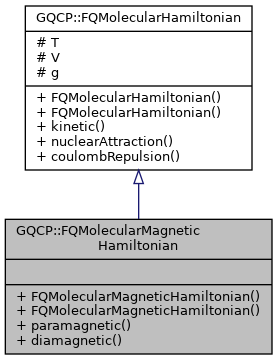 GQCP::FQMolecularHamiltonian
# T
# V
# g
+ FQMolecularHamiltonian()
+ FQMolecularHamiltonian()
+ kinetic()
+ nuclearAttraction()
+ coulombRepulsion()
GQCP::FQMolecularMagnetic
Hamiltonian
+ FQMolecularMagneticHamiltonian()
+ FQMolecularMagneticHamiltonian()
+ paramagnetic()
+ diamagnetic()